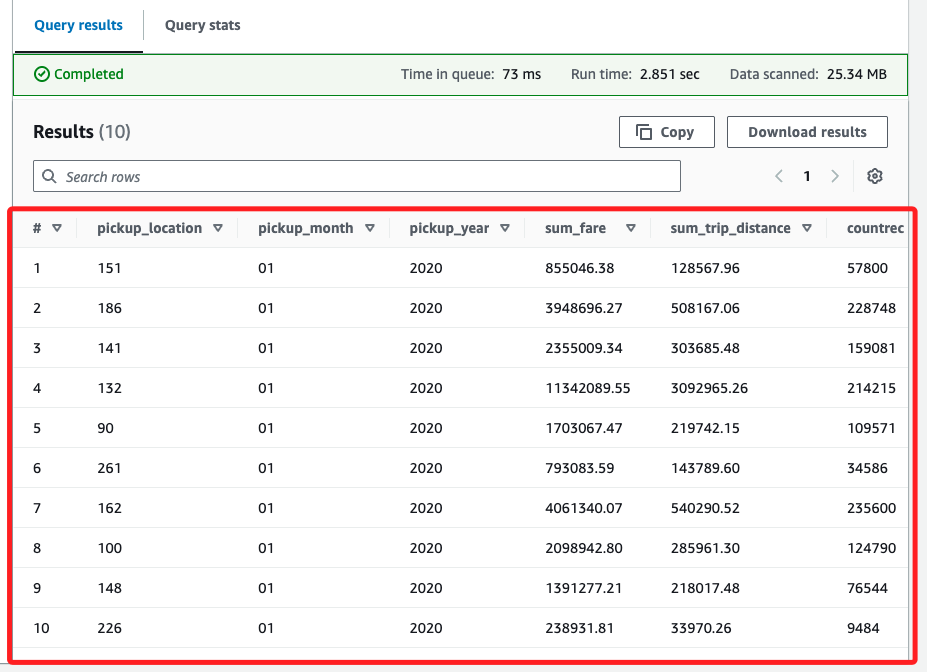 Query results Query stats
Completed Time in queue: 73 ms Run time: 2.851 sec Data scanned: 25.34 MB
Results (10) Copy Download results
Search rows 1
# pickup_location pickup_month pickup_year sum_fare sum_trip_distance countrec
1 151 01 2020 855046.38 128567.96 57800
2 186 01 2020 3948696.27 508167.06 228748
3 141 01 2020 2355009.34 303685.48 159081
4 132 01 2020 11342089.55 3092965.26 214215
5 90 01 2020 1703067.47 219742.15 109571
6 261 01 2020 793083.59 143789.60 34586
7 162 01 2020 4061340.07 540290.52 235600
8 100 01 2020 2098942.80 285961.30 124790
9 148 01 2020 1391277.21 218017.48 76544
10 226 01 2020 238931.81 33970.26 9484